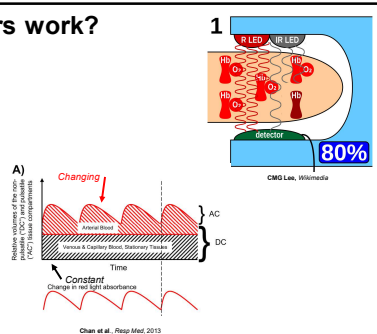 rs work?
1
R LED IR LED
Hb
O₂
Hb
O₂
Hb
O₂
Hb
O₂
Hb
detector
80%
CMG Lee, Wikimedia
A)
Changing
Relative volumes of the non-
pulsatile ("DC") and pulsatile
("AC") tissue compartments
Arterial Blood
AC
Venous & Capillary Blood, Stationary Tissues
DC
Time
Constant
Change in red light absorbance
Chan et al., Resp Med, 2013